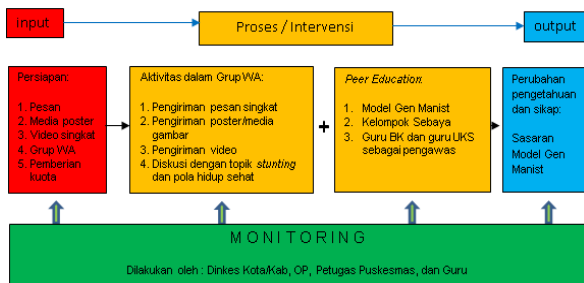 input
Proses / Intervensi
output
Persiapan:
1. Pesan
2. Media poster
3. Video singkat
4. Grup WA
5. Pemberian
kuota
Aktivitas dalam Grup WA:
1. Pengiriman pesan singkat
2. Pengiriman poster/media
gambar
3. Pengiriman video
4. Diskusi dengan topik stunting
dan pola hidup sehat
+
Peer Education:
1. Model Gen Manist
2. Kelompok Sebaya
3. Guru BK dan guru UKS
sebagai pengawas
Perubahan
pengetahuan
dan sikap:
Sasaran
Model Gen
Manist
MONITORING
Dilakukan oleh : Dinkes Kota/Kab, OP, Petugas Puskesmas, dan Guru